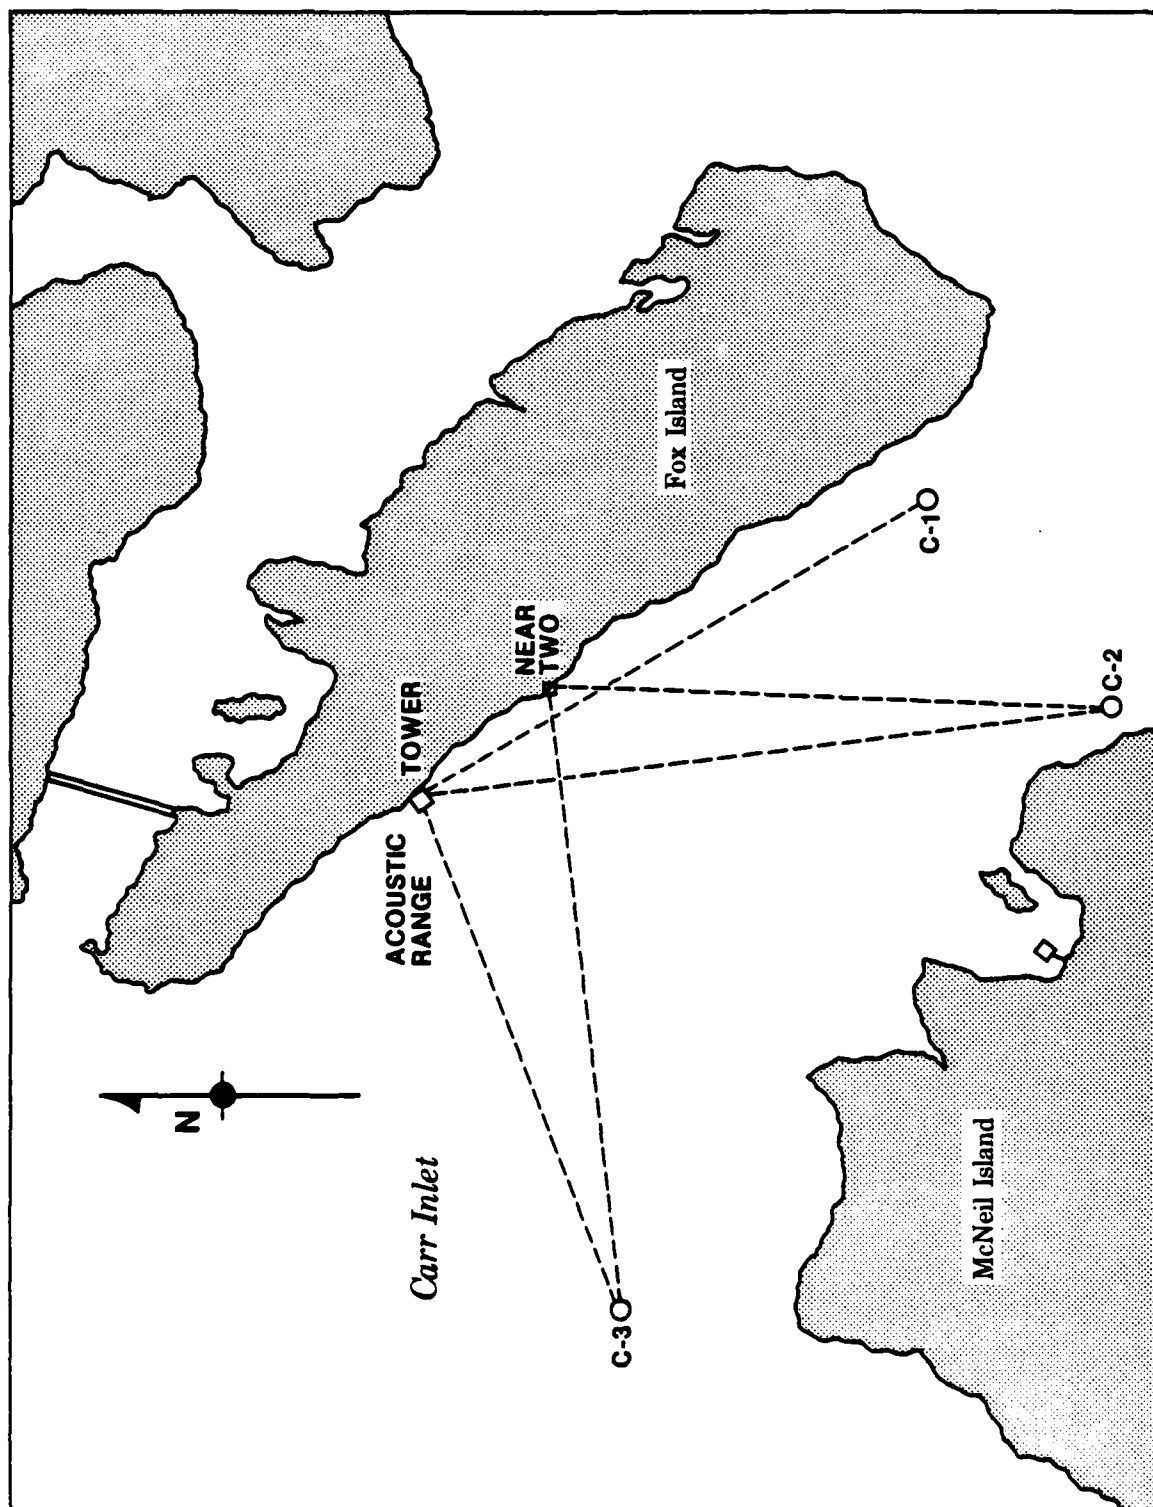 N
Carr Inlet
ACOUSTIC
RANGE
TOWER
NEAR
TWO
Fox Island
C-1
C-2
C-3
McNeil Island